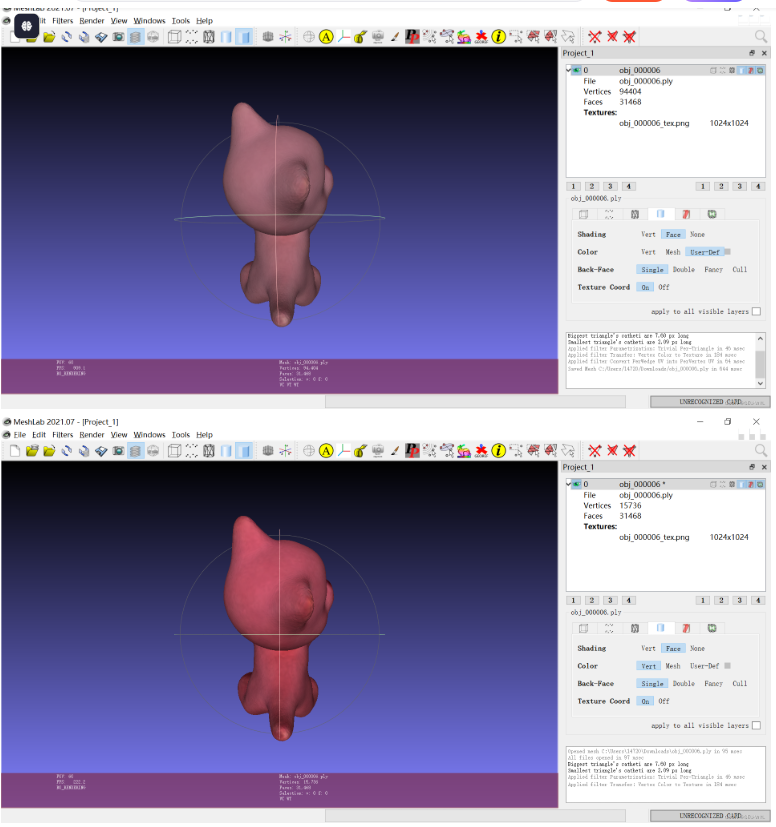 MeshLab 2021.07 - [Project_1]
Edit Filters Render View Windows Tools Help
Project_1
0 obj_000006
File obj_000006.ply
Vertices 94404
Faces 31468
Textures:
obj_000006_tex.png 1024x1024
1 2 3 4 1 2 3 4
obj_000006.ply
Shading Vert Face None
Color Vert Mesh User-Def
Back-Face Single Double Fancy Cull
Texture Coord On Off
apply to all visible layers
Biggest triangle's catheti are 7.60 px long
Smallest triangle's catheti are 2.09 px long
Applied filter Parametrization: Trivial Per-Triangle in 45 msec
Applied filter Transfer: Vertex Color to Texture in 134 msec
Applied filter Convert PerWedge UV into PerVertex UV in 64 msec
Saved Mesh C:/Users/14720/Downloads/obj_000006.ply in 644 msec
Mesh: obj_000006.ply
Vertices: 94,404
Faces: 31,468
Selection: v: 0 f: 0
VC VT WT
FOV: 60
FPS:
BO_RENDERING
UNRECOGNIZED CARD
MeshLab 2021.07 - [Project_1]
File Edit Filters Render View Windows Tools Help
Project_1
0 obj_000006 *
File obj_000006.ply
Vertices 15736
Faces 31468
Textures:
obj_000006_tex.png 1024x1024
1 2 3 4 1 2 3 4
obj_000006.ply
Shading Vert Face None
Color Vert Mesh User-Def
Back-Face Single Double Fancy Cull
Texture Coord On Off
apply to all visible layers
Opened mesh C:\Users\14720\Downloads\obj_000006.ply in 95 msec
All files opened in 97 msec
Biggest triangle's catheti are 7.60 px long
Smallest triangle's catheti are 2.09 px long
Applied filter Parametrization: Trivial Per-Triangle in 45 msec
Applied filter Transfer: Vertex Color to Texture in 134 msec
Mesh: obj_000006.ply
Vertices: 15,736
Faces: 31,468
Selection: v: 0 f: 0
VC WT
FOV: 60
FPS:
BO_RENDERING
UNRECOGNIZED CARD